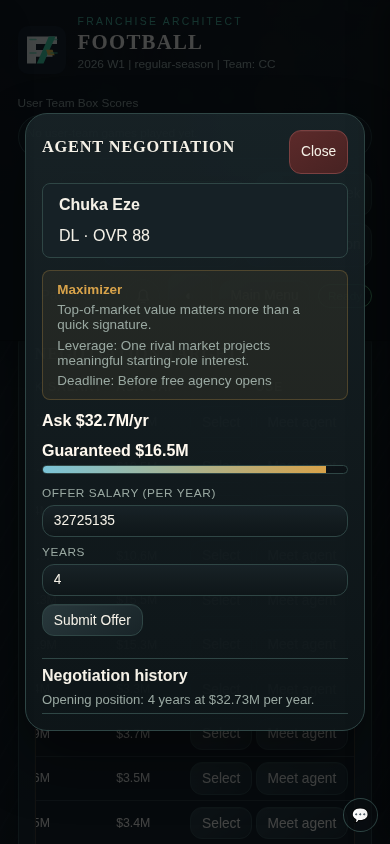 FRANCHISE ARCHITECT
FOOTBALL
2026 W1 | regular-season | Team: CC
User Team Box Scores
AGENT NEGOTIATION
Close
Chuka Eze
DL · OVR 88
Maximizer
Top-of-market value matters more than a
quick signature.
Leverage: One rival market projects
meaningful starting-role interest.
Deadline: Before free agency opens
Ask $32.7M/yr
Guaranteed $16.5M
OFFER SALARY (PER YEAR)
32725135
YEARS
4
Submit Offer
Negotiation history
Opening position: 4 years at $32.73M per year.
$3.7M Select Meet agent
$3.5M Select Meet agent
$3.4M Select Meet agent